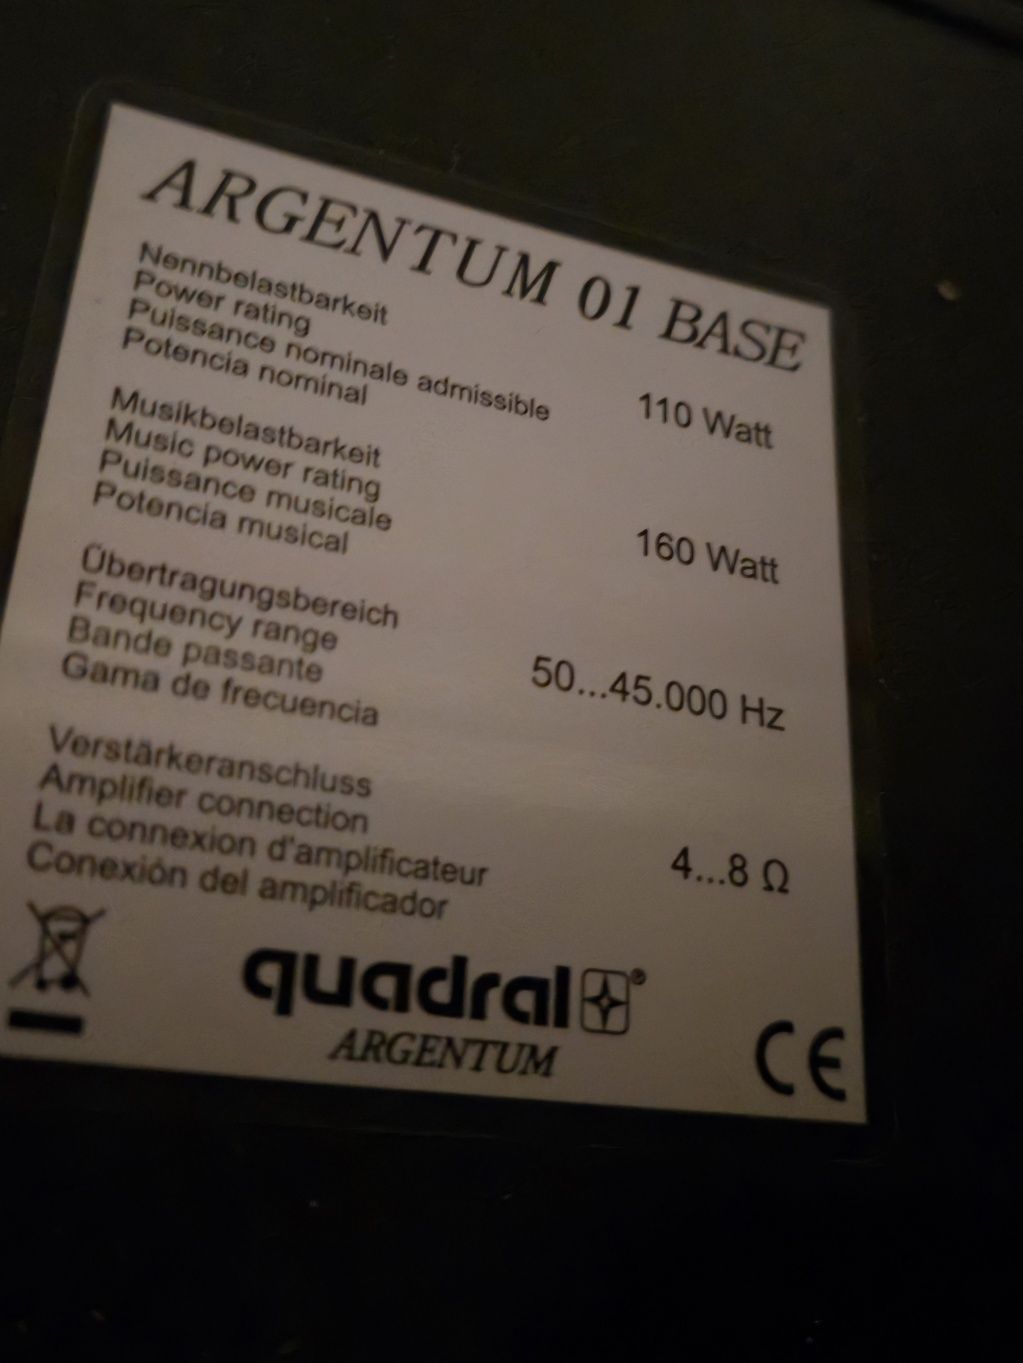 ARGENTUM 01 BASE
Nennbelastbarkeit
Power rating
Puissance nominale admissible
Potencia nominal
110 Watt
Musikbelastbarkeit
Music power rating
Puissance musicale
Potencia musical
160 Watt
Übertragungsbereich
Frequency range
Bande passante
Gama de frecuencia
50...45.000 Hz
Verstärkeranschluss
Amplifier connection
La connexion d'amplificateur
Conexión del amplificador
4...8 Ω
quadral®
ARGENTUM
CE